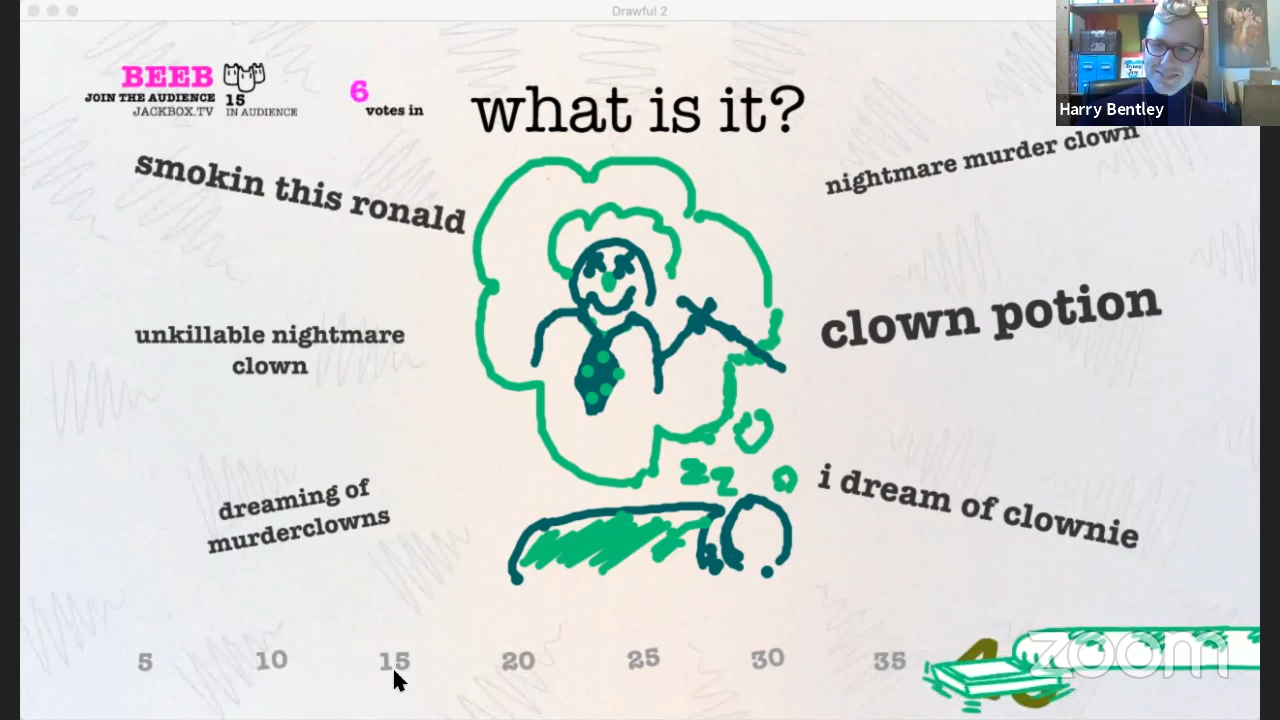 Drawful 2
BEEB
JOIN THE AUDIENCE
JACKBOX.TV
15
IN AUDIENCE
6
votes in
what is it?
Harry Bentley
smokin this ronald
nightmare murder clown
unkillable nightmare
clown
clown potion
zz
dreaming of
murderclowns
i dream of clownie
5 10 15 20 25 30 35
zoom